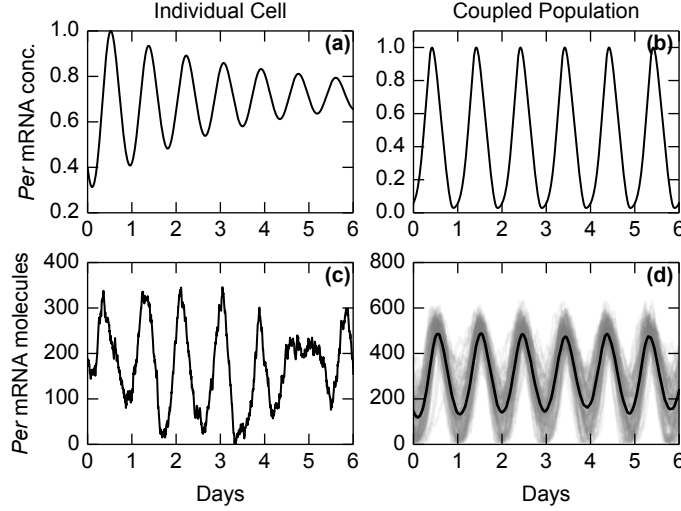 Individual Cell
Coupled Population
Per mRNA conc.
(a)
1.0
0.8
0.6
0.4
0.2
0 1 2 3 4 5 6
(b)
1.0
0.8
0.6
0.4
0.2
0.0
0 1 2 3 4 5 6
Per mRNA molecules
(c)
400
300
200
100
0
0 1 2 3 4 5 6
Days
(d)
800
600
400
200
0
0 1 2 3 4 5 6
Days